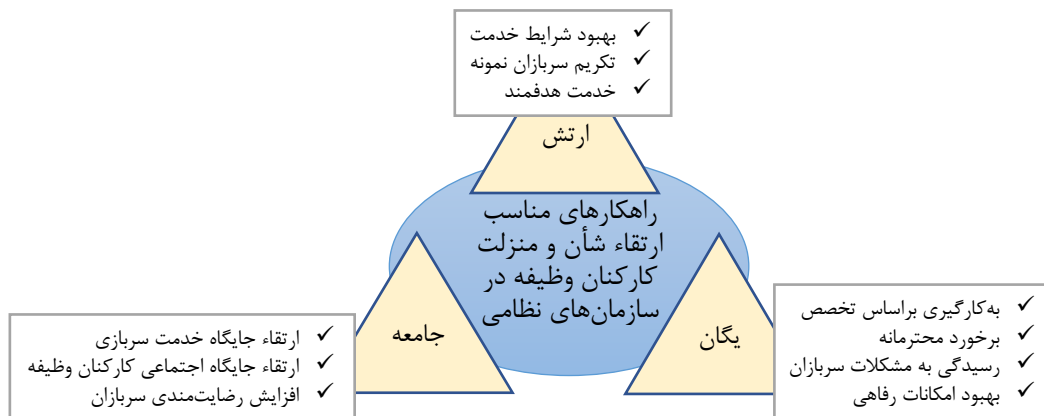 ✓ بهبود شرایط خدمت
✓ تکریم سربازان نمونه
✓ خدمت هدفمند
ارتش
راهکارهای مناسب
ارتقاء شأن و منزلت
کارکنان وظیفه در
سازمان‌های نظامی
یگان
✓ به‌کارگیری براساس تخصص
✓ برخورد محترمانه
✓ رسیدگی به مشکلات سربازان
✓ بهبود امکانات رفاهی
جامعه
✓ ارتقاء جایگاه خدمت سربازی
✓ ارتقاء جایگاه اجتماعی کارکنان وظیفه
✓ افزایش رضایت‌مندی سربازان